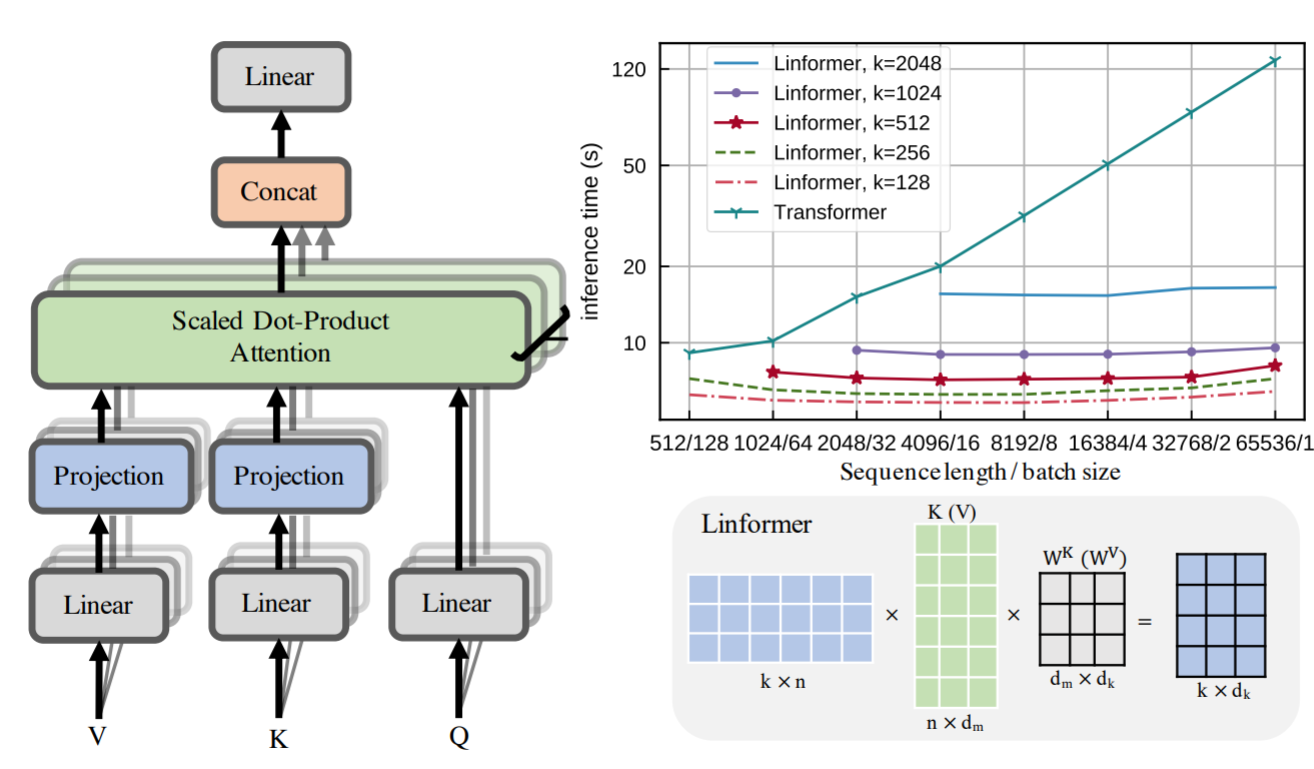 Linear
Concat
Scaled Dot-Product
Attention
Projection
Projection
Linear
Linear
Linear
V
K
Q
inference time (s)
120
50
20
10
Linformer, k=2048
Linformer, k=1024
Linformer, k=512
Linformer, k=256
Linformer, k=128
Transformer
512/128 1024/64 2048/32 4096/16 8192/8 16384/4 32768/2 65536/1
Sequence length / batch size
Linformer
K (V)
W^K (W^V)
×
×
=
k × n
n × d_m
d_m × d_k
k × d_k